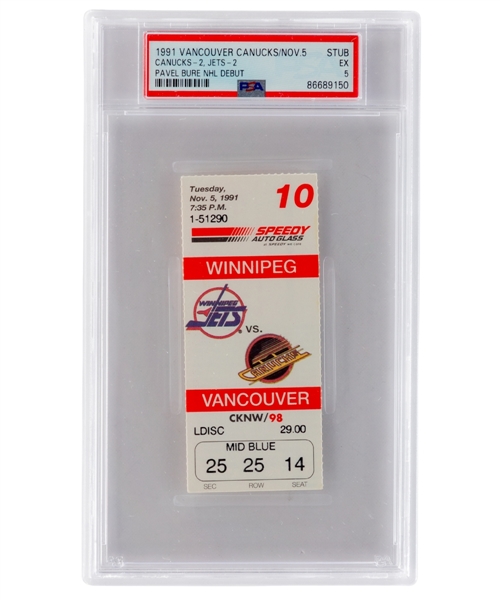 1991 VANCOUVER CANUCKS/NOV.5 STUB
CANUCKS-2, JETS-2 EX
PAVEL BURE NHL DEBUT 5
PSA 86689150
Tuesday,
Nov. 5, 1991
7:35 P.M.
1-51290
10
SPEEDY
AUTO GLASS
WINNIPEG
WINNIPEG
JETS
VS.
CANUCKS
VANCOUVER
CKNW/98
LDISC 29.00
MID BLUE
25 25 14
SEC ROW SEAT